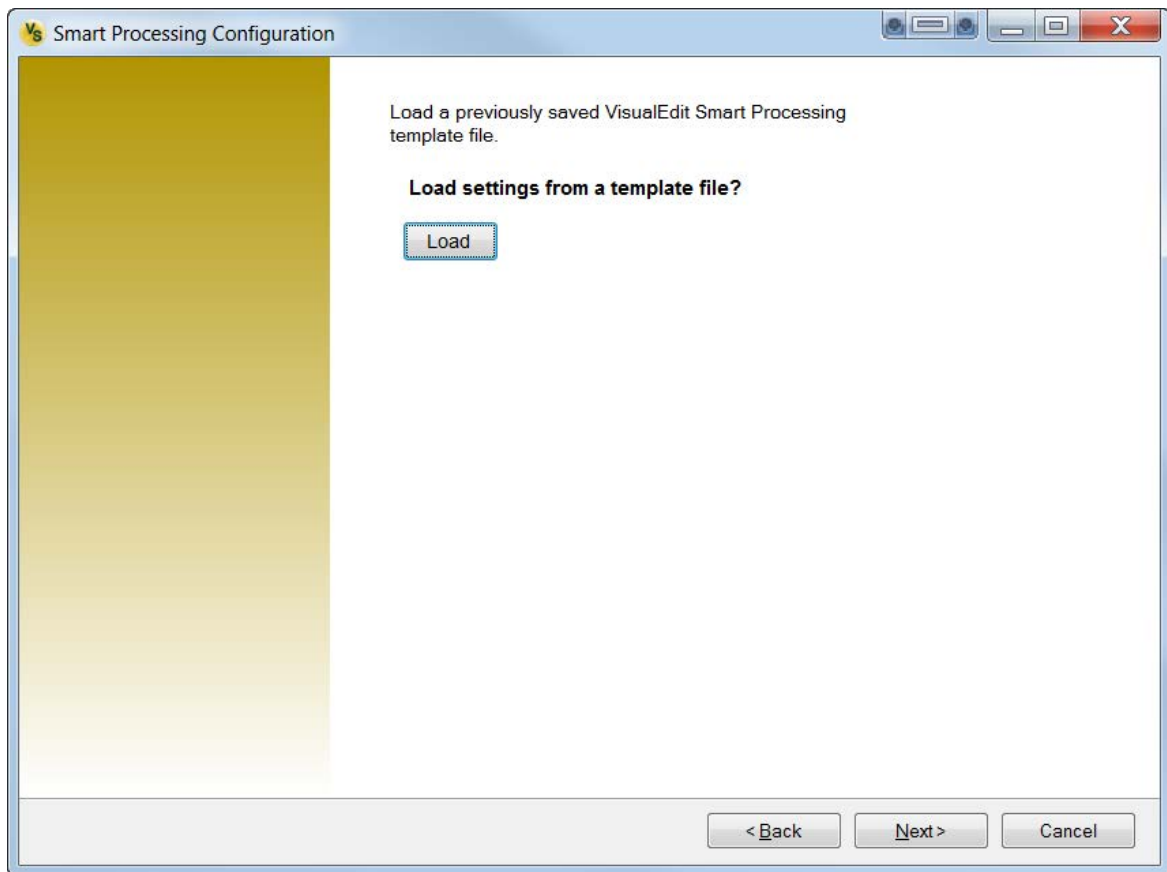 VS Smart Processing Configuration
Load a previously saved VisualEdit Smart Processing
template file.
Load settings from a template file?
Load
< Back
Next >
Cancel